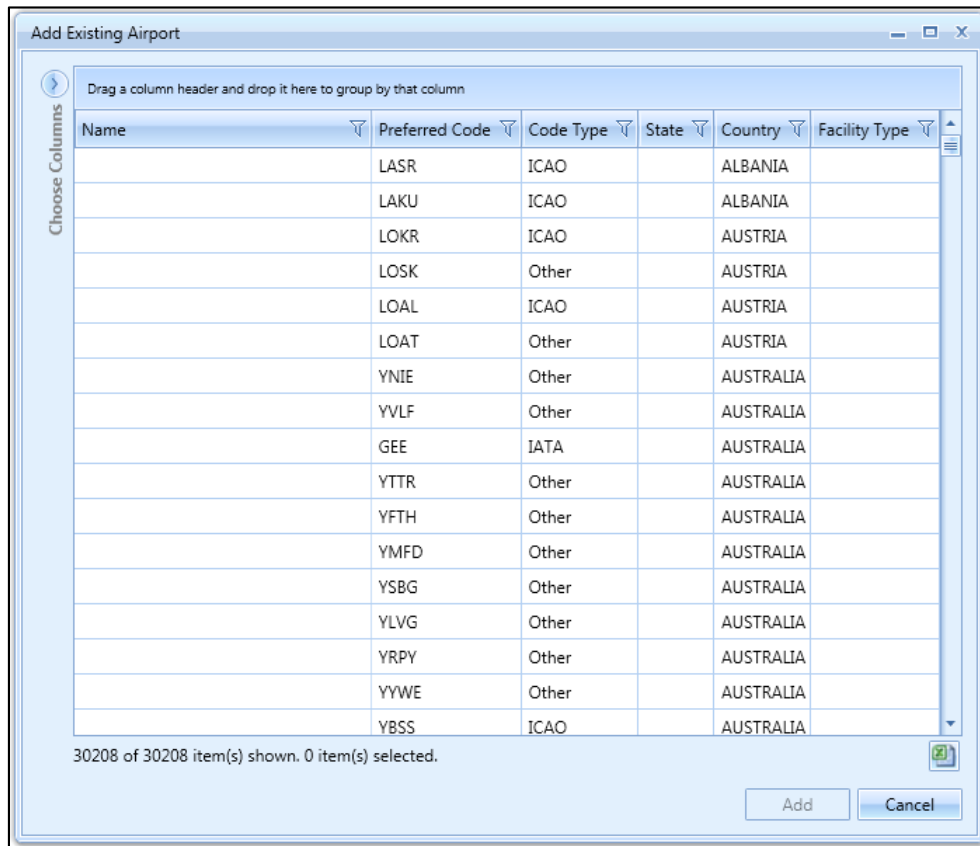 Add Existing Airport
Choose Columns
Drag a column header and drop it here to group by that column
Name Preferred Code Code Type State Country Facility Type
LASR ICAO ALBANIA
LAKU ICAO ALBANIA
LOKR ICAO AUSTRIA
LOSK Other AUSTRIA
LOAL ICAO AUSTRIA
LOAT Other AUSTRIA
YNIE Other AUSTRALIA
YVLF Other AUSTRALIA
GEE IATA AUSTRALIA
YTTR Other AUSTRALIA
YFTH Other AUSTRALIA
YMFD Other AUSTRALIA
YSBG Other AUSTRALIA
YLVG Other AUSTRALIA
YRPY Other AUSTRALIA
YYWE Other AUSTRALIA
YBSS ICAO AUSTRALIA
30208 of 30208 item(s) shown. 0 item(s) selected.
Add Cancel